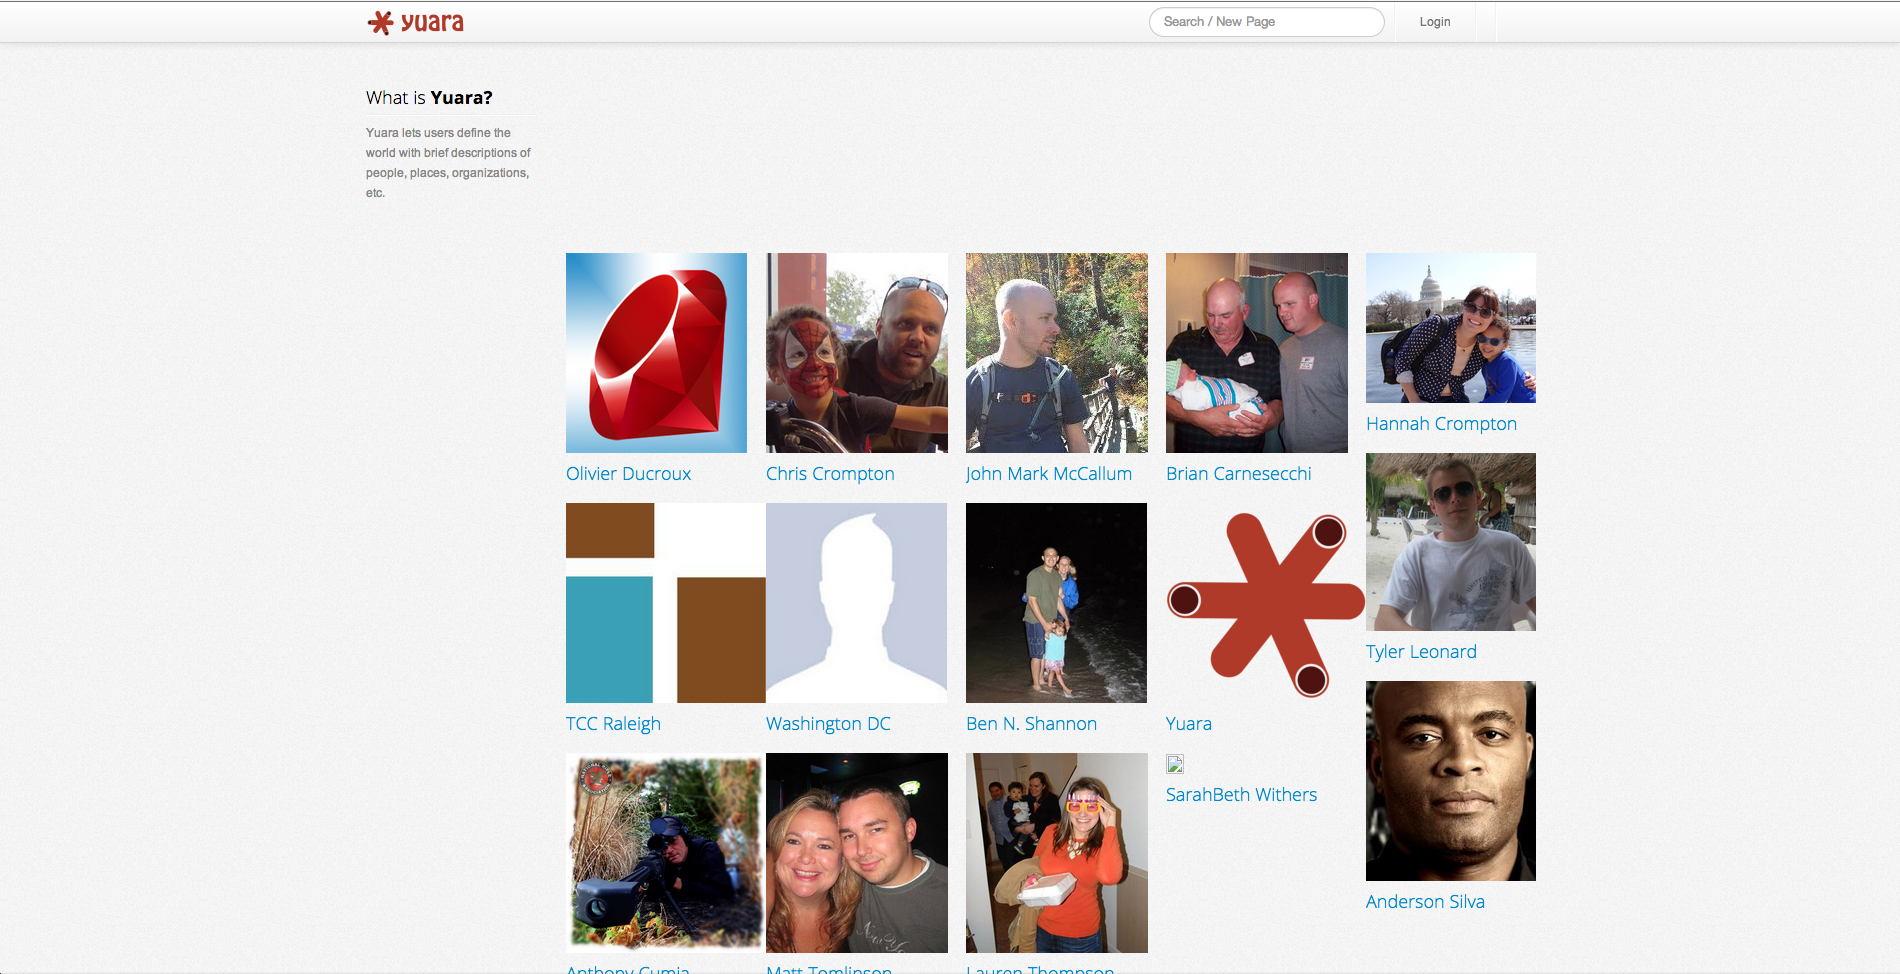 yuara
Search / New Page
Login
What is Yuara?
Yuara lets users define the
world with brief descriptions of
people, places, organizations,
etc.
Olivier Ducroux
Chris Crompton
John Mark McCallum
Brian Carnesecchi
Hannah Crompton
TCC Raleigh
Washington DC
Ben N. Shannon
Yuara
Tyler Leonard
SarahBeth Withers
Anderson Silva
Anthony Cumia
Matt Tomlinson
Lauren Thompson